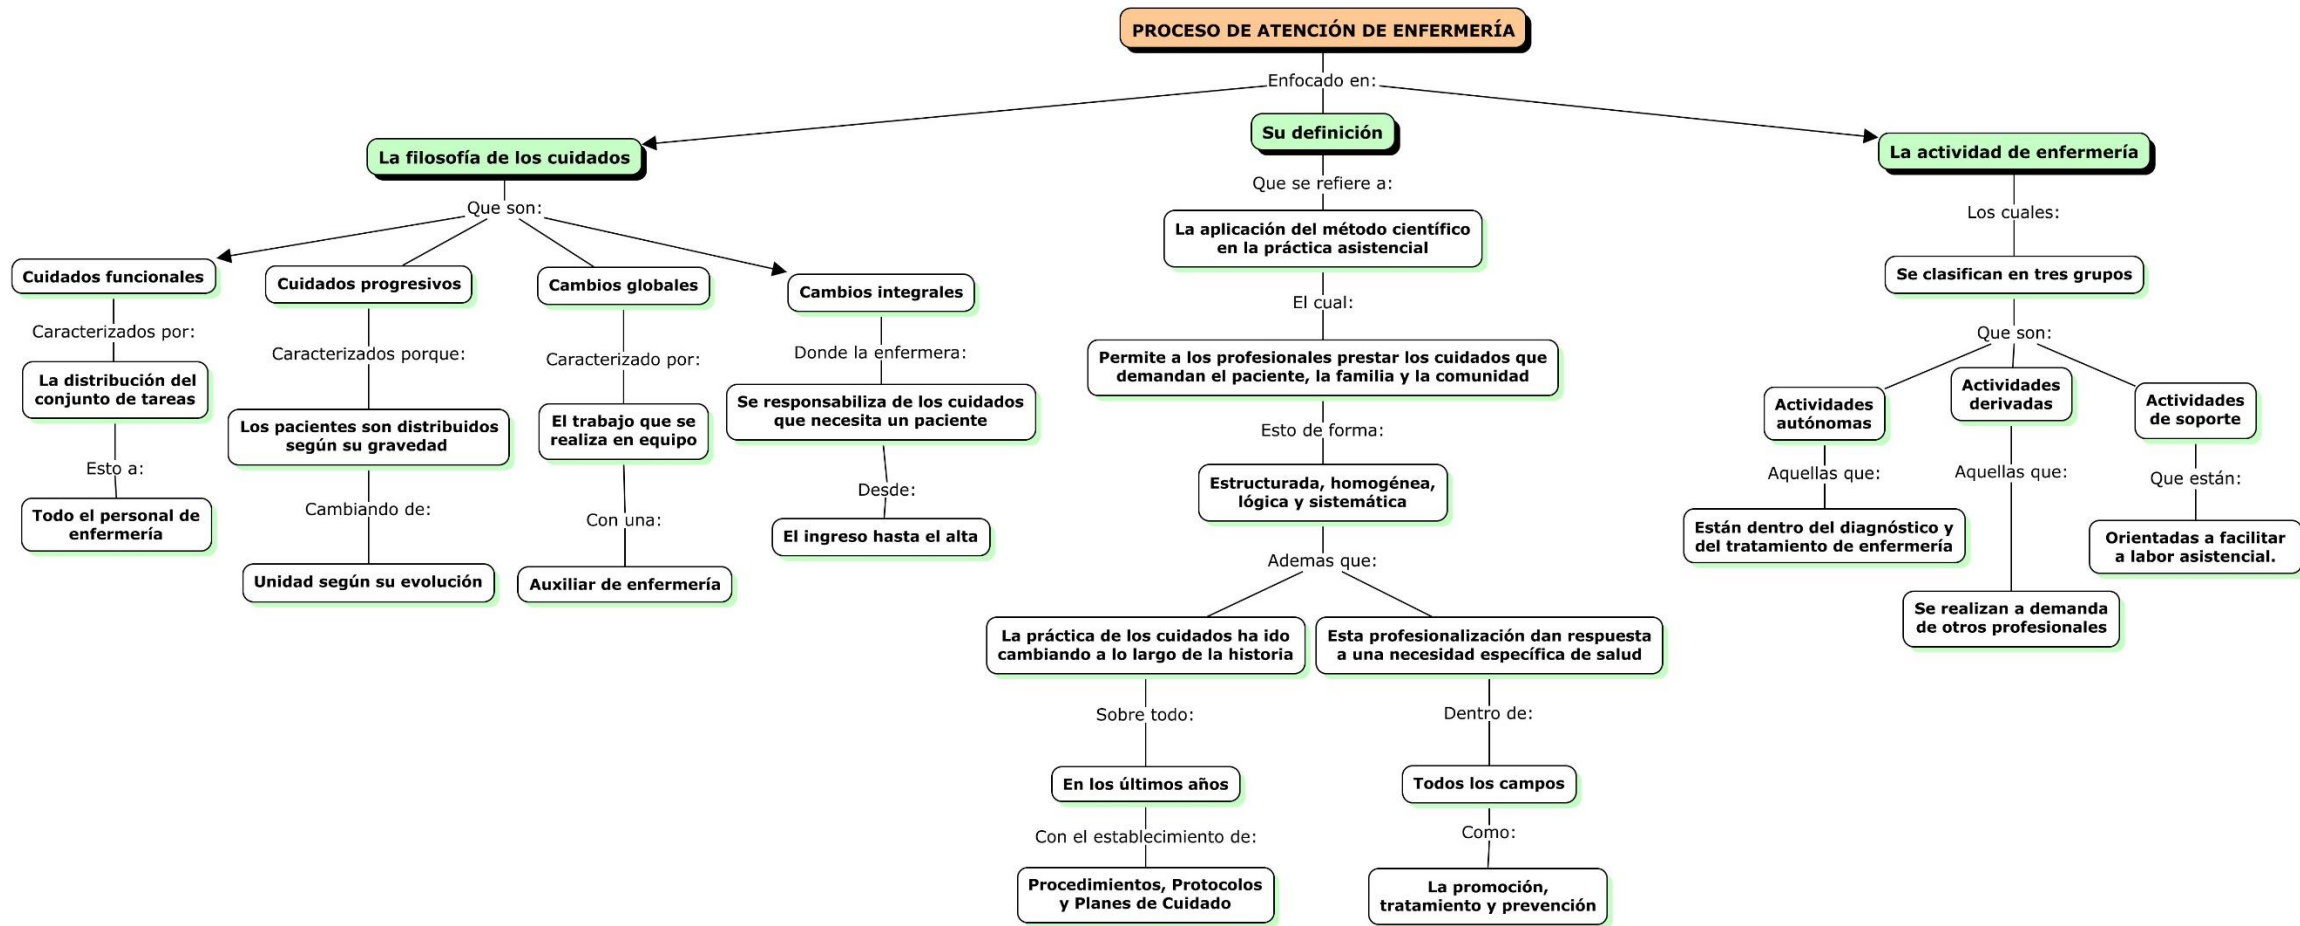 PROCESO DE ATENCIÓN DE ENFERMERÍA
Enfocado en:
La filosofía de los cuidados
Que son:
Cuidados funcionales
Caracterizados por:
La distribución del
conjunto de tareas
Esto a:
Todo el personal de
enfermería
Cuidados progresivos
Caracterizados porque:
Los pacientes son distribuidos
según su gravedad
Cambiando de:
Unidad según su evolución
Cambios globales
Caracterizado por:
El trabajo que se
realiza en equipo
Con una:
Auxiliar de enfermería
Cambios integrales
Donde la enfermera:
Se responsabiliza de los cuidados
que necesita un paciente
Desde:
El ingreso hasta el alta
Su definición
Que se refiere a:
La aplicación del método científico
en la práctica asistencial
El cual:
Permite a los profesionales prestar los cuidados que
demandan el paciente, la familia y la comunidad
Esto de forma:
Estructurada, homogénea,
lógica y sistemática
Ademas que:
La práctica de los cuidados ha ido
cambiando a lo largo de la historia
Sobre todo:
En los últimos años
Con el establecimiento de:
Procedimientos, Protocolos
y Planes de Cuidado
Esta profesionalización dan respuesta
a una necesidad específica de salud
Dentro de:
Todos los campos
Como:
La promoción,
tratamiento y prevención
La actividad de enfermería
Los cuales:
Se clasifican en tres grupos
Que son:
Actividades
autónomas
Aquellas que:
Están dentro del diagnóstico y
del tratamiento de enfermería
Actividades
derivadas
Aquellas que:
Se realizan a demanda
de otros profesionales
Actividades
de soporte
Que están:
Orientadas a facilitar
a labor asistencial.